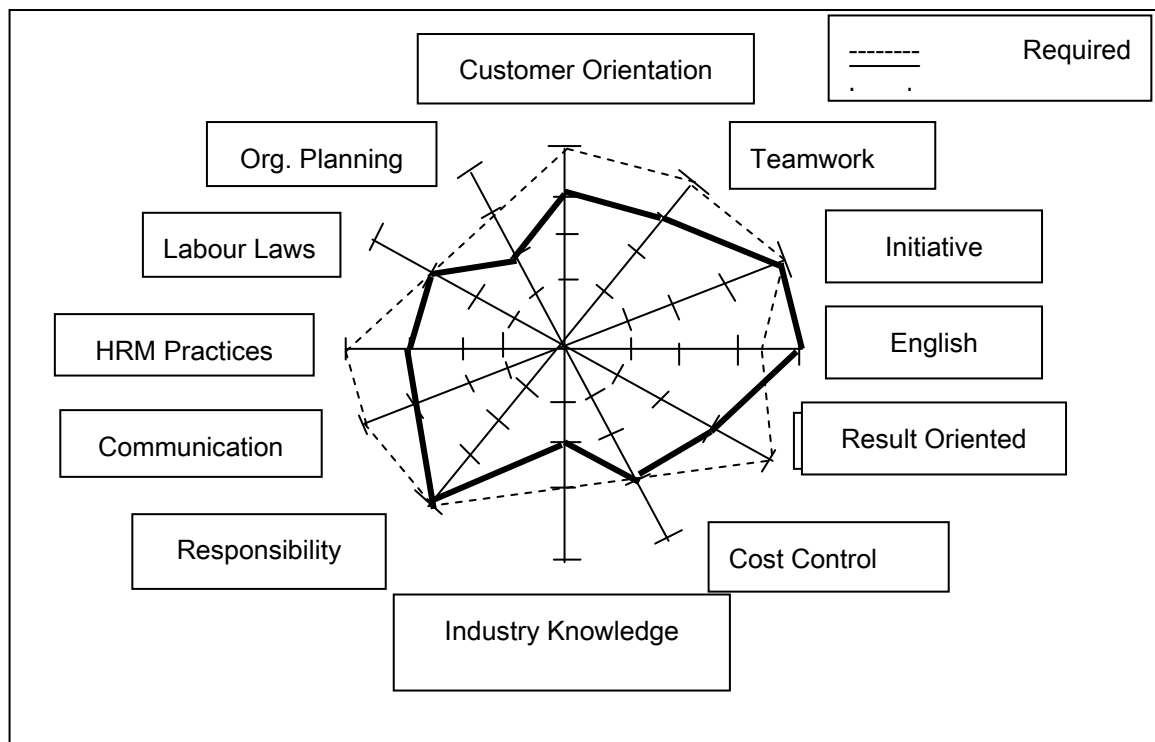 Required
Customer Orientation
Org. Planning
Teamwork
Labour Laws
Initiative
HRM Practices
English
Communication
Result Oriented
Responsibility
Cost Control
Industry Knowledge